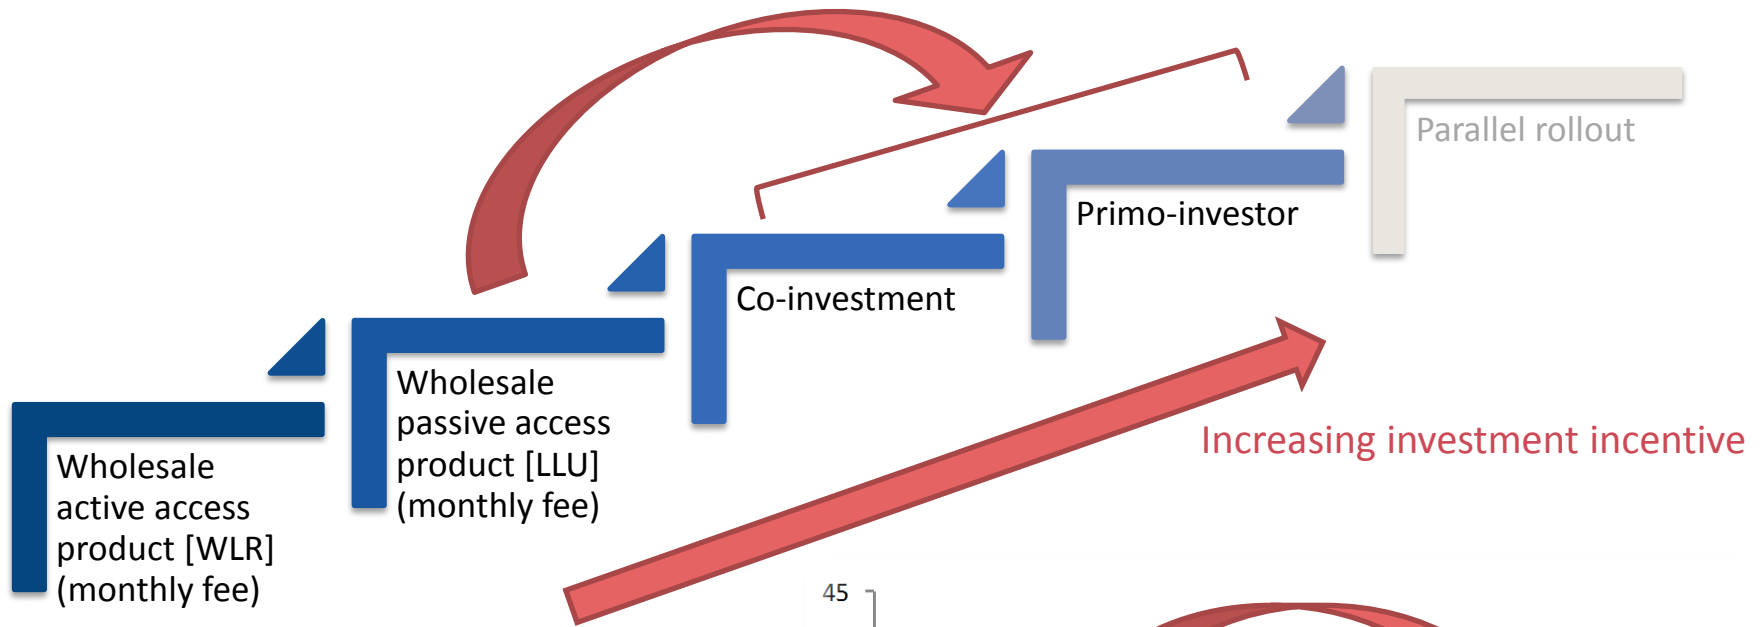 Parallel rollout
Primo-investor
Co-investment
Wholesale
passive access
product [LLU]
(monthly fee)
Increasing investment incentive
Wholesale
active access
product [WLR]
(monthly fee)
45